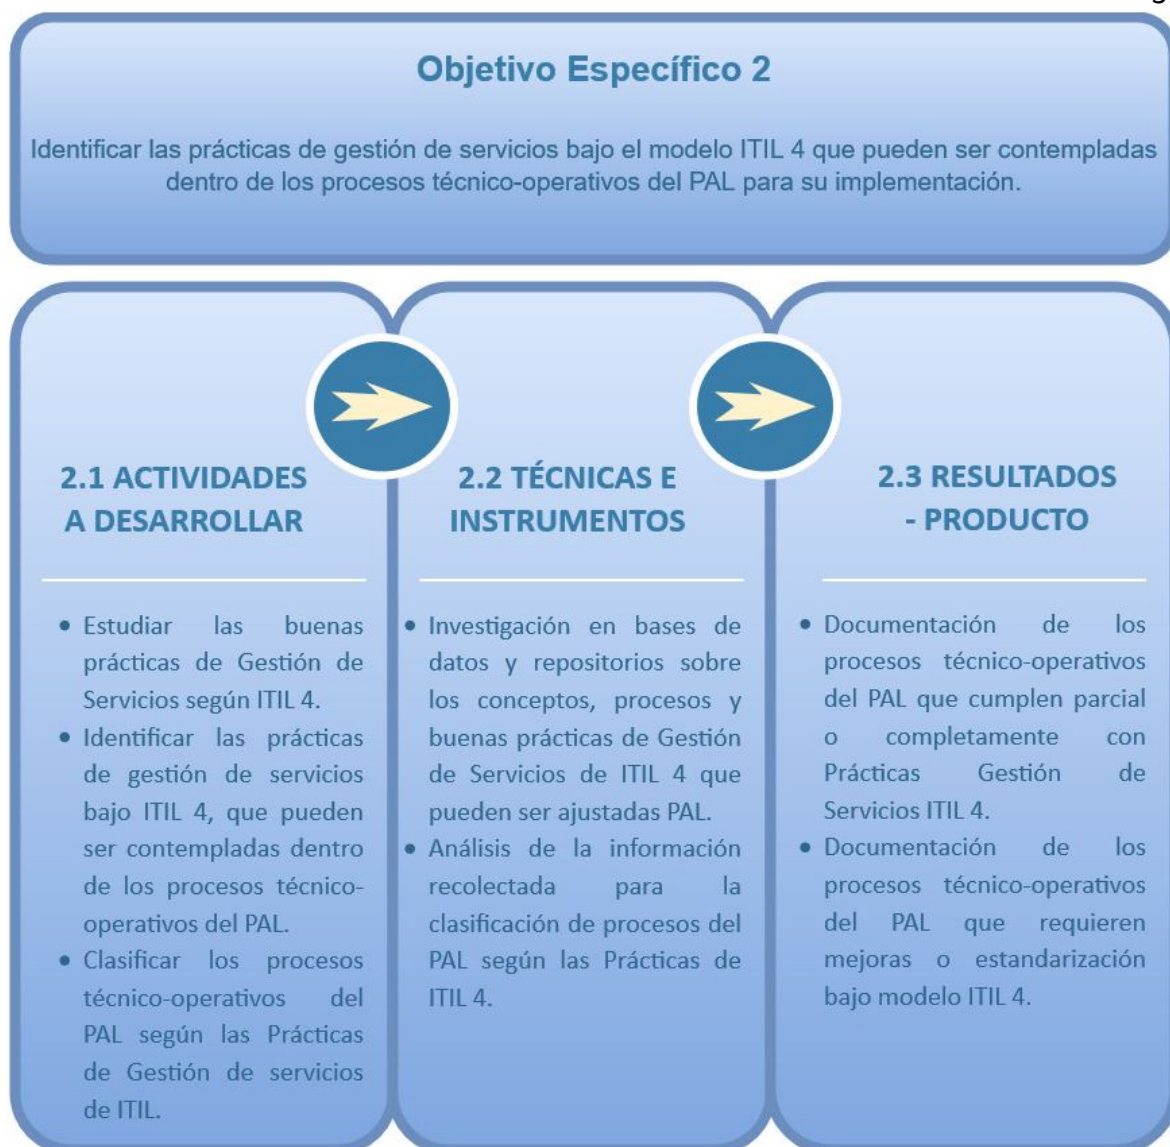 Objetivo Específico 2
Identificar las prácticas de gestión de servicios bajo el modelo ITIL 4 que pueden ser contempladas
dentro de los procesos técnico-operativos del PAL para su implementación.
2.1 ACTIVIDADES
A DESARROLLAR
• Estudiar las buenas
prácticas de Gestión de
Servicios según ITIL 4.
• Identificar las prácticas
de gestión de servicios
bajo ITIL 4, que pueden
ser contempladas dentro
de los procesos técnico-
operativos del PAL.
• Clasificar los procesos
técnico-operativos del
PAL según las Prácticas
de Gestión de servicios
de ITIL.
2.2 TÉCNICAS E
INSTRUMENTOS
• Investigación en bases de
datos y repositorios sobre
los conceptos, procesos y
buenas prácticas de Gestión
de Servicios de ITIL 4 que
pueden ser ajustadas PAL.
• Análisis de la información
recolectada para la
clasificación de procesos del
PAL según las Prácticas de
ITIL 4.
2.3 RESULTADOS
- PRODUCTO
• Documentación de los
procesos técnico-operativos
del PAL que cumplen parcial
o completamente con
Prácticas Gestión de
Servicios ITIL 4.
• Documentación de los
procesos técnico-operativos
del PAL que requieren
mejoras o estandarización
bajo modelo ITIL 4.